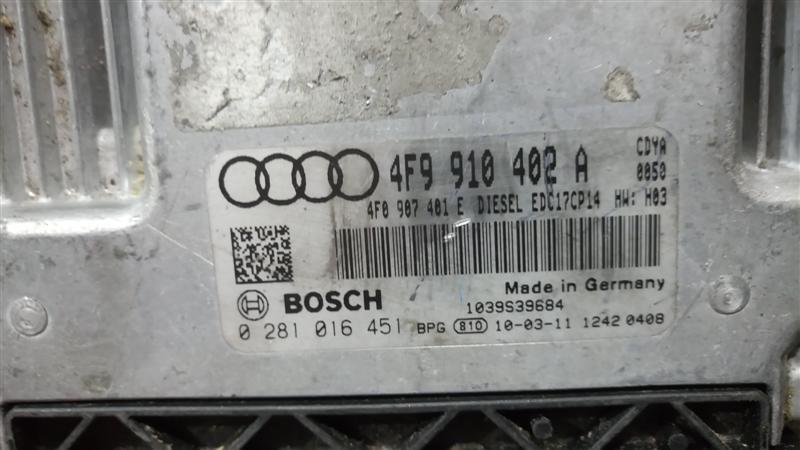 4F9 910 402 A CDYA
0050
4F0 907 401 E DIESEL EDC17CP14 HW: H03
Made in Germany
BOSCH 1039S39684
0 281 016 451 BPG 810 10-03-11 1242 0408